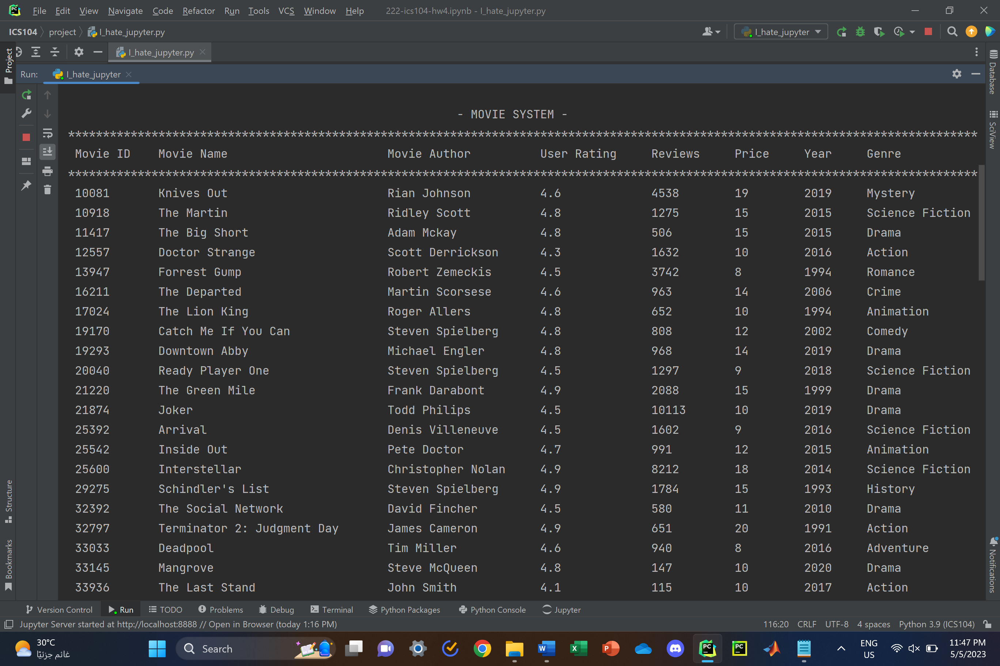 File Edit View Navigate Code Refactor Run Tools VCS Window Help 222-ics104-hw4.ipynb - I_hate_jupyter.py
ICS104 project I_hate_jupyter.py I_hate_jupyter
Project I_hate_jupyter.py
Run: I_hate_jupyter
Database
SciView
- MOVIE SYSTEM -
***********************************************************************************************************************************
Movie ID Movie Name Movie Author User Rating Reviews Price Year Genre
***********************************************************************************************************************************
10081 Knives Out Rian Johnson 4.6 4538 19 2019 Mystery
10918 The Martin Ridley Scott 4.8 1275 15 2015 Science Fiction
11417 The Big Short Adam Mckay 4.8 506 15 2015 Drama
12557 Doctor Strange Scott Derrickson 4.3 1632 10 2016 Action
13947 Forrest Gump Robert Zemeckis 4.5 3742 8 1994 Romance
16211 The Departed Martin Scorsese 4.6 963 14 2006 Crime
17024 The Lion King Roger Allers 4.8 652 10 1994 Animation
19170 Catch Me If You Can Steven Spielberg 4.8 808 12 2002 Comedy
19293 Downtown Abby Michael Engler 4.8 968 14 2019 Drama
20040 Ready Player One Steven Spielberg 4.5 1297 9 2018 Science Fiction
21220 The Green Mile Frank Darabont 4.9 2088 15 1999 Drama
21874 Joker Todd Philips 4.5 10113 10 2019 Drama
25392 Arrival Denis Villeneuve 4.5 1602 9 2016 Science Fiction
25542 Inside Out Pete Doctor 4.7 991 12 2015 Animation
25600 Interstellar Christopher Nolan 4.9 8212 18 2014 Science Fiction
29275 Schindler's List Steven Spielberg 4.9 1784 15 1993 History
32392 The Social Network David Fincher 4.5 580 11 2010 Drama
32797 Terminator 2: Judgment Day James Cameron 4.9 651 20 1991 Action
33033 Deadpool Tim Miller 4.6 940 8 2016 Adventure
33145 Mangrove Steve McQueen 4.8 147 10 2020 Drama
33936 The Last Stand John Smith 4.1 115 10 2017 Action
Structure
Bookmarks
Notifications
Version Control Run TODO Problems Debug Terminal Python Packages Python Console Jupyter
Jupyter Server started at http://localhost:8888 // Open in Browser (today 1:16 PM) 116:20 CRLF UTF-8 4 spaces Python 3.9 (ICS104)
30°C
غائم جزئيًا
Search
ENG
US
11:47 PM
5/5/2023